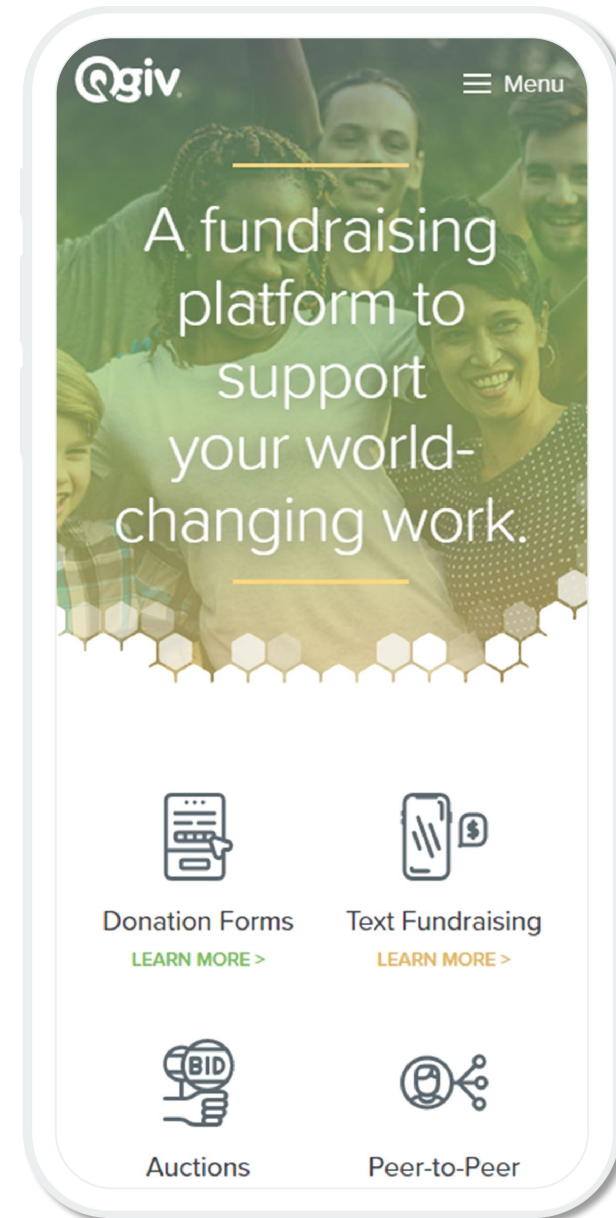 Qgiv
Menu
A fundraising
platform to
support
your world-
changing work.
$
Donation Forms
Text Fundraising
LEARN MORE >
LEARN MORE >
BID
Auctions
Peer-to-Peer